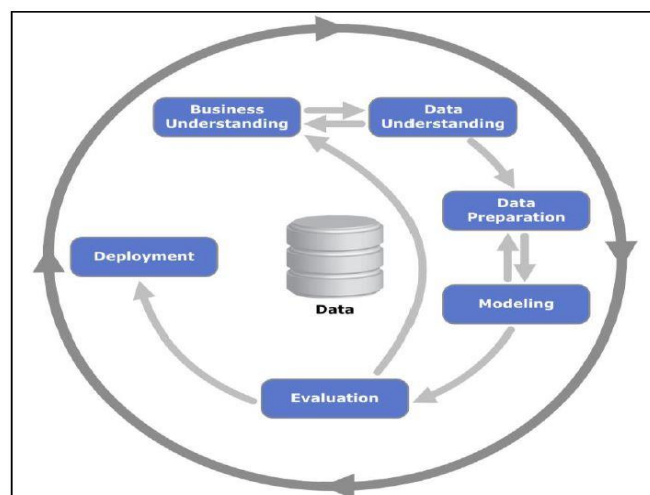 Business
Understanding
Data
Understanding
Data
Preparation
Deployment
Modeling
Data
Evaluation